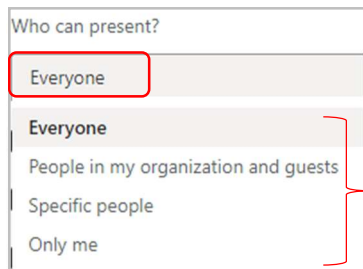 Who can present?
Everyone
Everyone
People in my organization and guests
Specific people
Only me